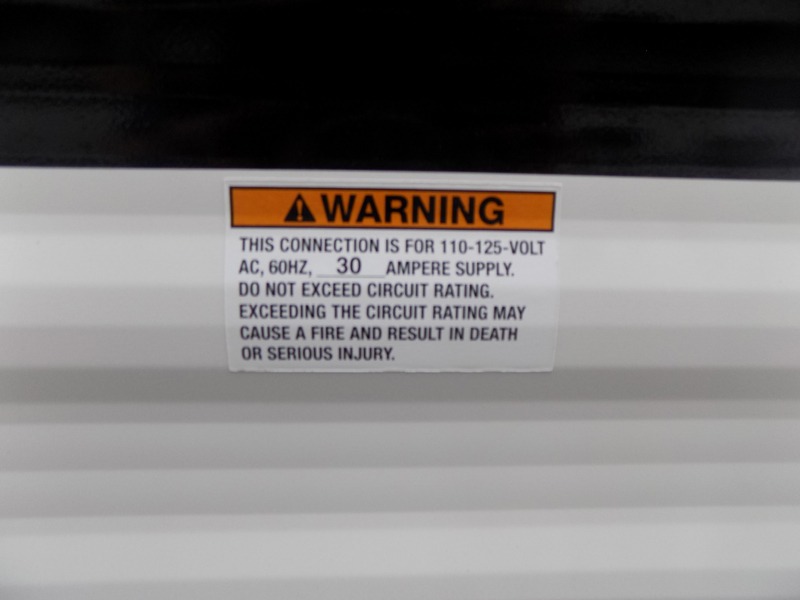 WARNING
THIS CONNECTION IS FOR 110-125-VOLT
AC, 60HZ, 30 AMPERE SUPPLY.
DO NOT EXCEED CIRCUIT RATING.
EXCEEDING THE CIRCUIT RATING MAY
CAUSE A FIRE AND RESULT IN DEATH
OR SERIOUS INJURY.